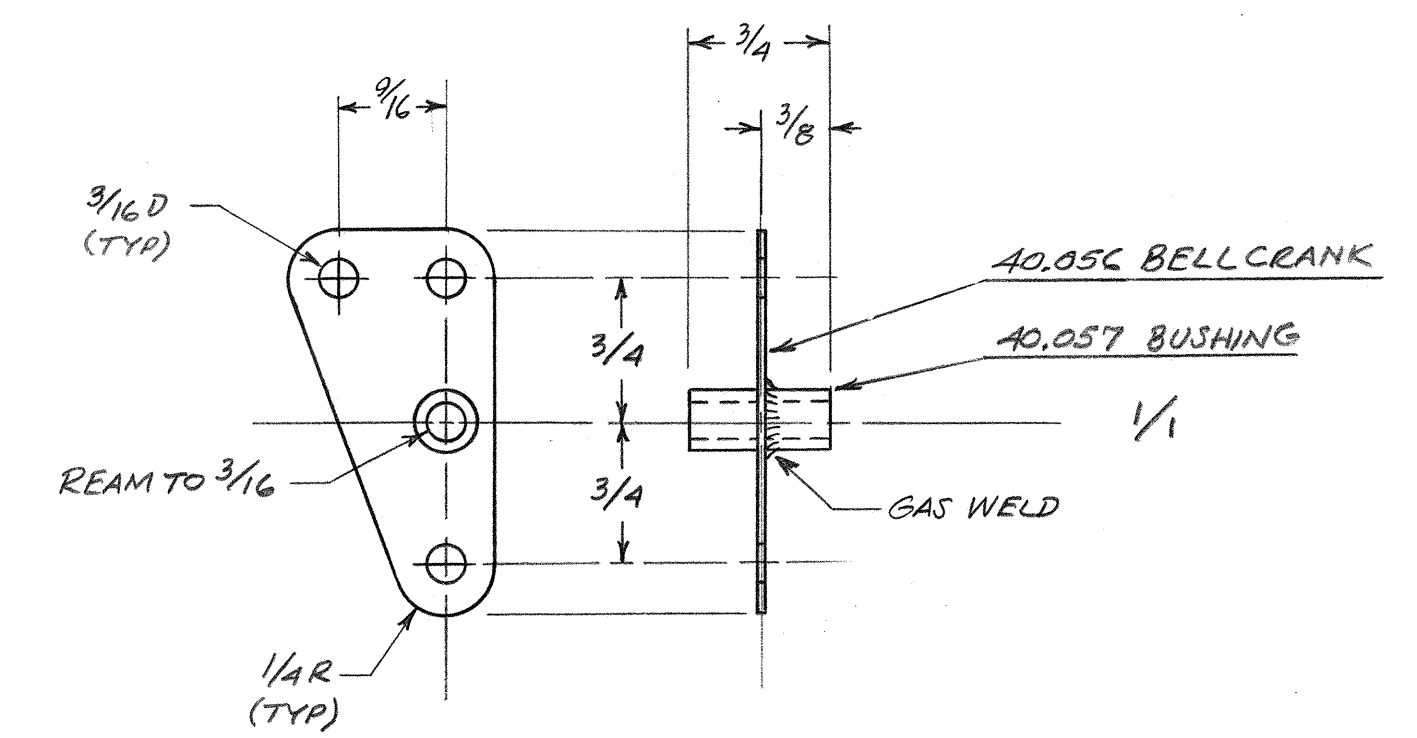 3/4
9/16
3/8
3/16 D
(TYP)
40.056 BELLCRANK
3/4
40.057 BUSHING
1/1
REAM TO 3/16
3/4
GAS WELD
1/4 R
(TYP)